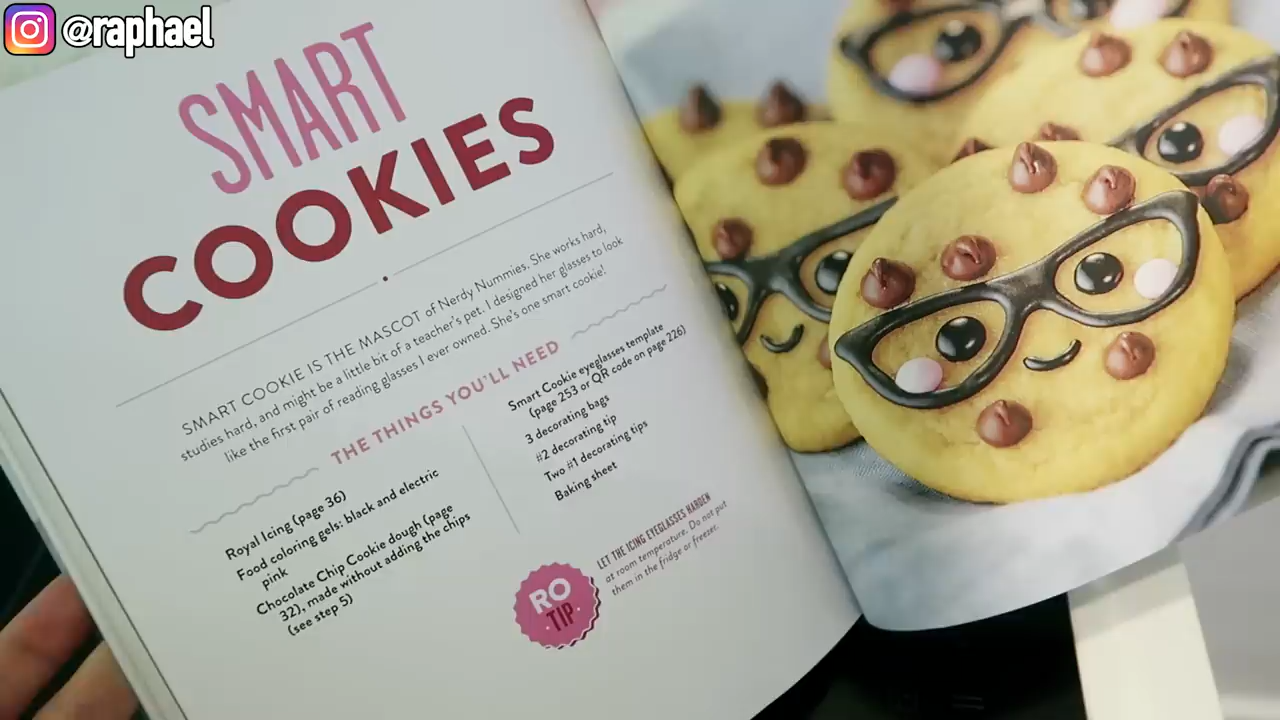 @raphael
SMART
COOKIES
SMART COOKIE IS THE MASCOT of Nerdy Nummies. She works hard,
studies hard, and might be a little bit of a teacher's pet. I designed her glasses to look
like the first pair of reading glasses I ever owned. She's one smart cookie!
THE THINGS YOU'LL NEED
Royal Icing (page 36)
Food coloring gels: black and electric
pink
Chocolate Chip Cookie dough (page
32), made without adding the chips
(see step 5)
Smart Cookie eyeglasses template
(page 253 or QR code on page 226)
3 decorating bags
#2 decorating tip
Two #1 decorating tips
Baking sheet
RO
TIP
LET THE ICING EYEGLASSES HARDEN
at room temperature. Do not put
them in the fridge or freezer.